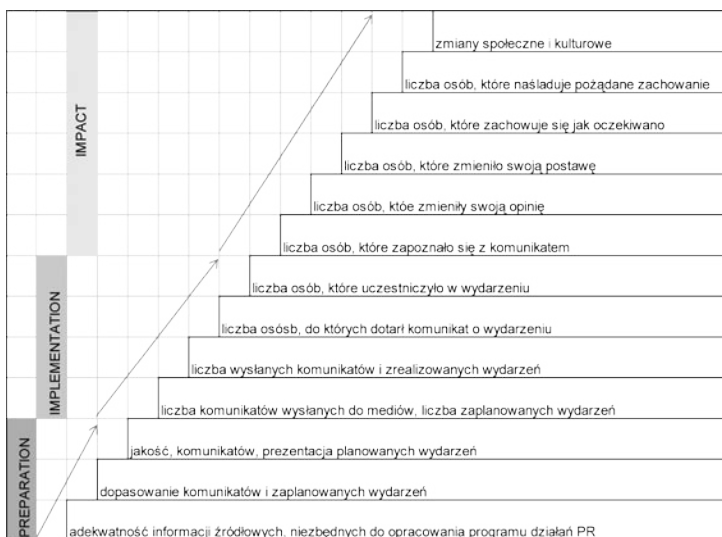 zmiany społeczne i kulturowe
liczba osób, które naśladuje pożądane zachowanie
liczba osób, które zachowuje się jak oczekiwano
liczba osób, które zmieniło swoją postawę
liczba osób, któe zmieniły swoją opinię
liczba osób, które zapoznało się z komunikatem
IMPACT
liczba osób, które uczestniczyło w wydarzeniu
liczba osósb, do których dotarł komunikat o wydarzeniu
liczba wysłanych komunikatów i zrealizowanych wydarzeń
liczba komunikatów wysłanych do mediów, liczba zaplanowanych wydarzeń
IMPLEMENTATION
jakość, komunikatów, prezentacja planowanych wydarzeń
dopasowanie komunikatów i zaplanowanych wydarzeń
adekwatność informacji źródłowych, niezbednych do opracowania programu działań PR
PREPARATION